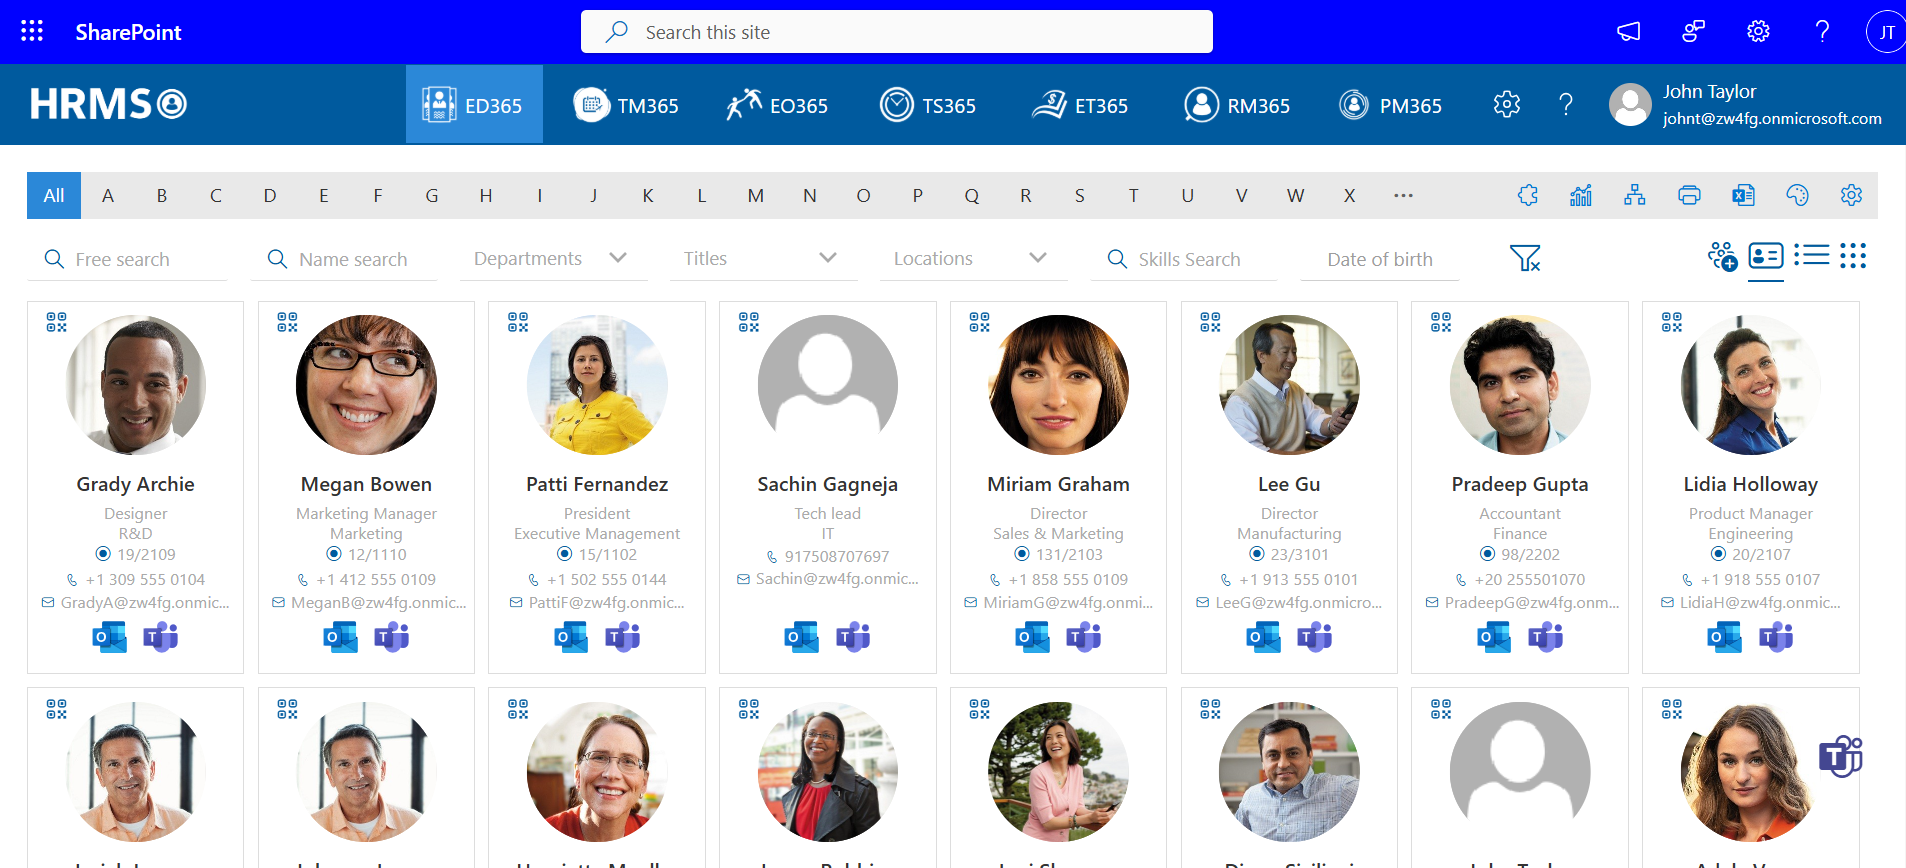 SharePoint
Search this site
JT
HRMS
ED365
TM365
EO365
TS365
ET365
RM365
PM365
John Taylor
johnt@zw4fg.onmicrosoft.com
All A B C D E F G H I J K L M N O P Q R S T U V W X ...
Free search
Name search
Departments
Titles
Locations
Skills Search
Date of birth
Grady Archie
Designer
R&D
19/2109
+1 309 555 0104
GradyA@zw4fg.onmic...
Megan Bowen
Marketing Manager
Marketing
12/1110
+1 412 555 0109
MeganB@zw4fg.onmic...
Patti Fernandez
President
Executive Management
15/1102
+1 502 555 0144
PattiF@zw4fg.onmic...
Sachin Gagneja
Tech lead
IT
917508707697
Sachin@zw4fg.onmic...
Miriam Graham
Director
Sales & Marketing
131/2103
+1 858 555 0109
MiriamG@zw4fg.onmi...
Lee Gu
Director
Manufacturing
23/3101
+1 913 555 0101
LeeG@zw4fg.onmicro...
Pradeep Gupta
Accountant
Finance
98/2202
+20 255501070
PradeepG@zw4fg.onm...
Lidia Holloway
Product Manager
Engineering
20/2107
+1 918 555 0107
LidiaH@zw4fg.onmic...